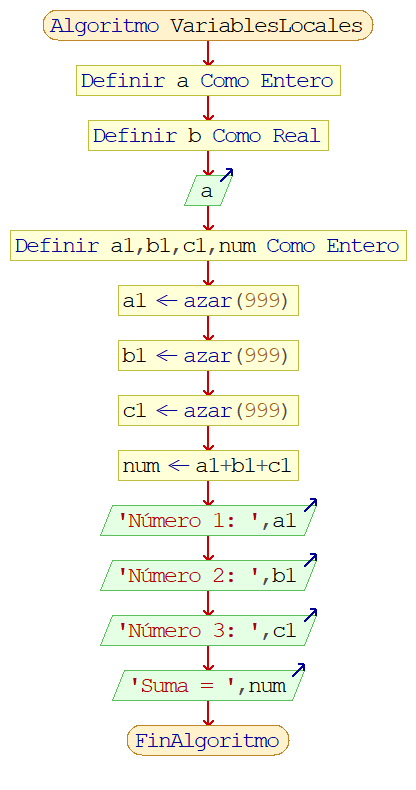 Algoritmo VariablesLocales
Definir a Como Entero
Definir b Como Real
a
Definir a1,b1,c1,num Como Entero
a1 ← azar(999)
b1 ← azar(999)
c1 ← azar(999)
num ← a1+b1+c1
'Número 1: ',a1
'Número 2: ',b1
'Número 3: ',c1
'Suma = ',num
FinAlgoritmo